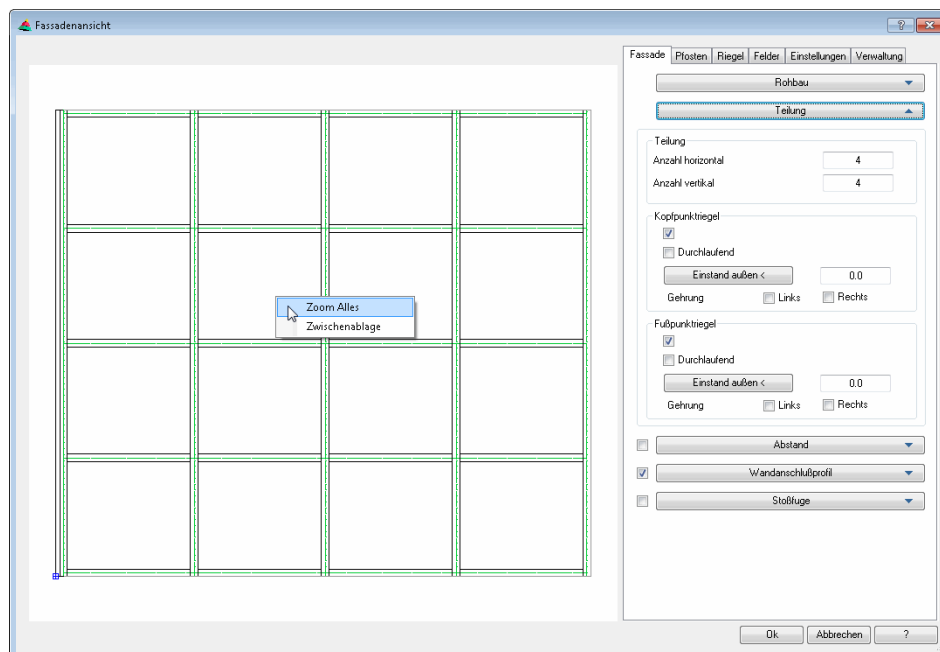 Fassadenansicht
?
Fassade Pfosten Riegel Felder Einstellungen Verwaltung
Rohbau
Teilung
Teilung
Anzahl horizontal 4
Anzahl vertikal 4
Kopfpunktriegel
Durchlaufend
Einstand außen < 0.0
Gehrung Links Rechts
Zoom Alles
Zwischenablage
Fußpunktriegel
Durchlaufend
Einstand außen < 0.0
Gehrung Links Rechts
Abstand
Wandanschlußprofil
Stoßfuge
Ok Abbrechen ?